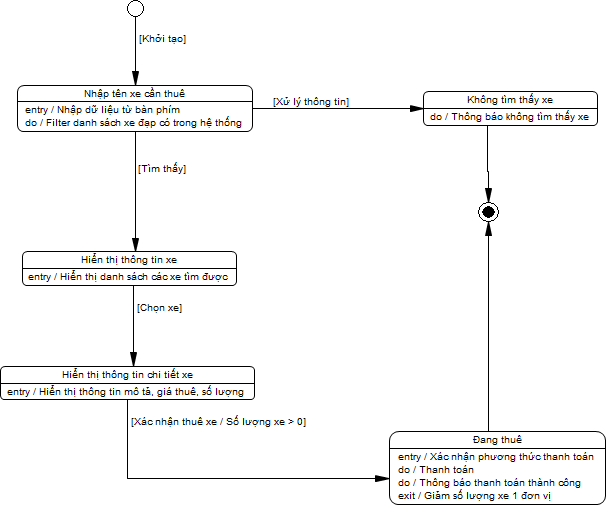 [Khởi tạo]
Nhập tên xe cần thuê
entry / Nhập dữ liệu từ bàn phím
do / Filter danh sách xe đạp có trong hệ thống
[Xử lý thông tin]
Không tìm thấy xe
do / Thông báo không tìm thấy xe
[Tìm thấy]
Hiển thị thông tin xe
entry / Hiển thị danh sách các xe tìm được
[Chọn xe]
Hiển thị thông tin chi tiết xe
entry / Hiển thị thông tin mô tả, giá thuê, số lượng
[Xác nhận thuê xe / Số lượng xe > 0]
Đang thuê
entry / Xác nhận phương thức thanh toán
do / Thanh toán
do / Thông báo thanh toán thành công
exit / Giảm số lượng xe 1 đơn vị